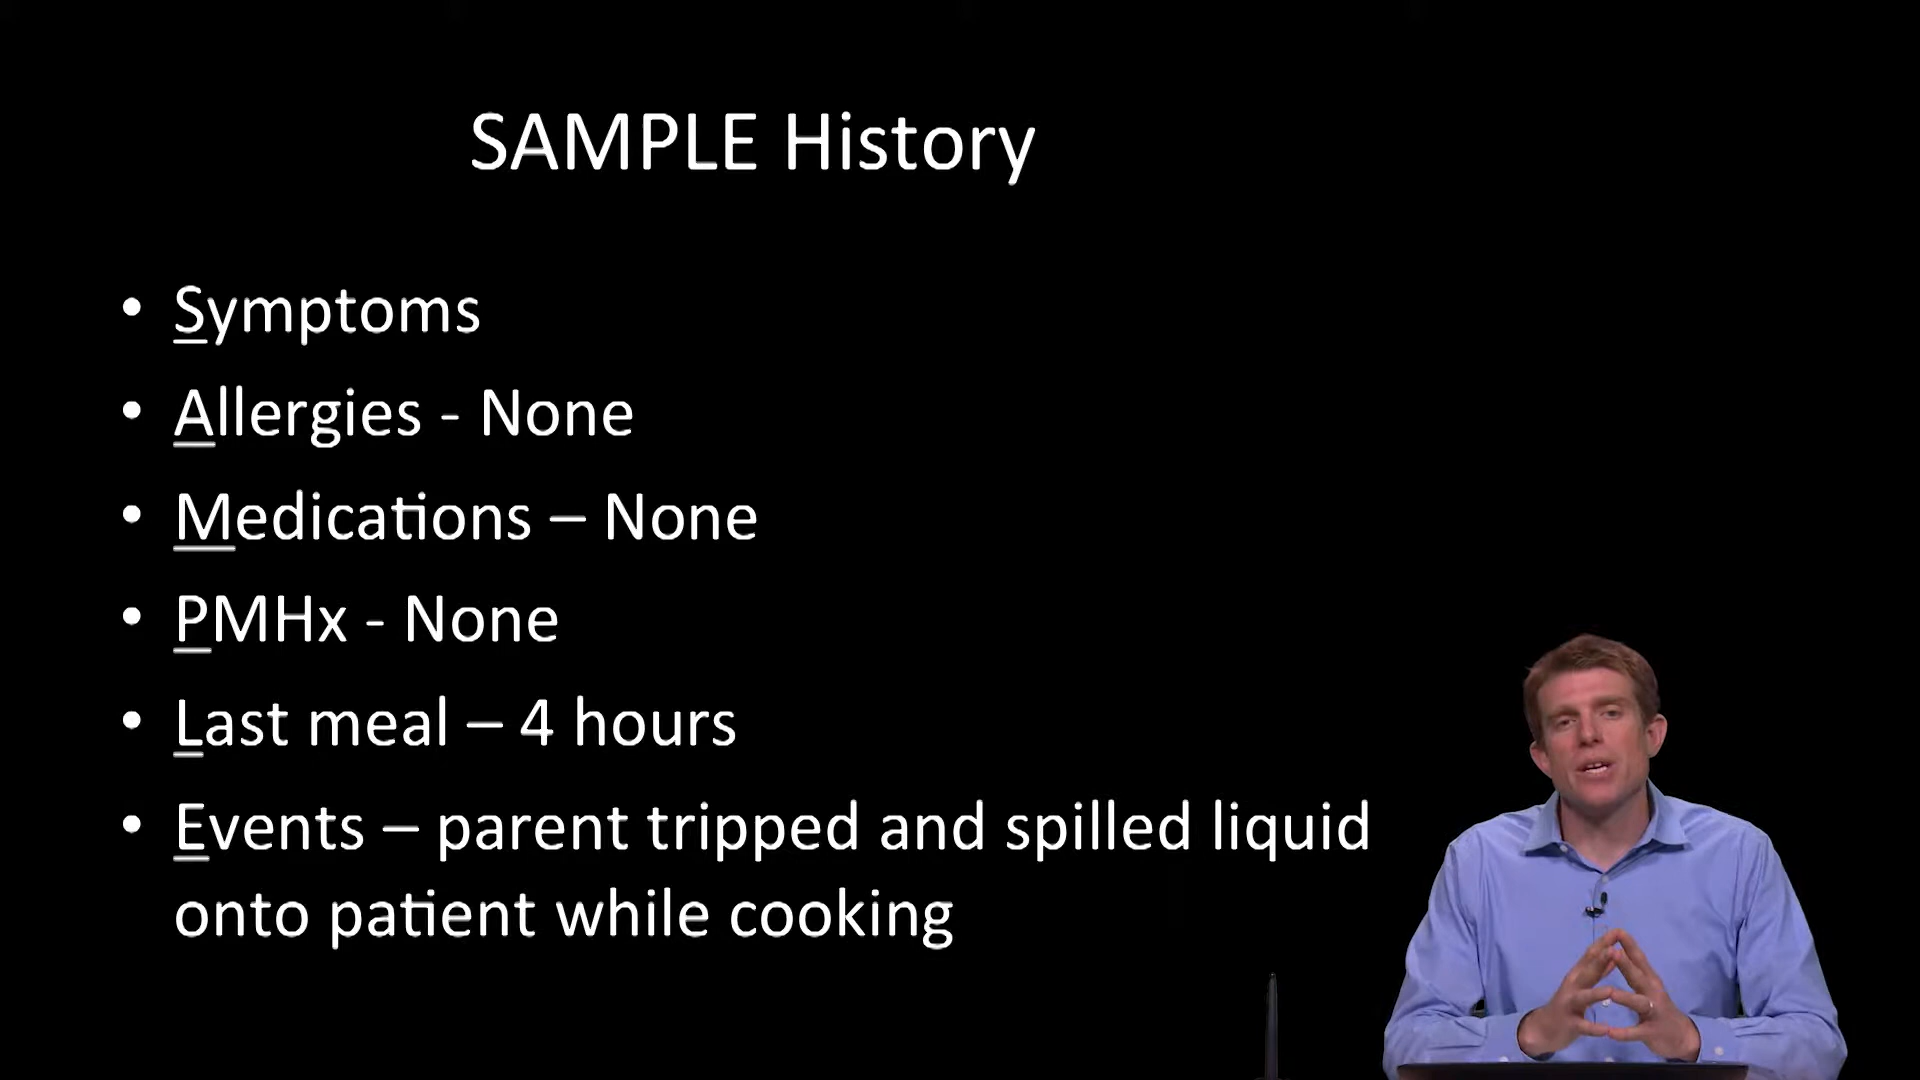 SAMPLE History
• Symptoms
• Allergies - None
• Medications – None
• PMHx - None
• Last meal – 4 hours
• Events – parent tripped and spilled liquid
onto patient while cooking